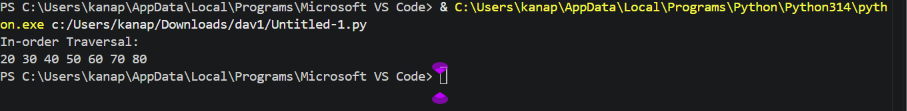 PS C:\Users\kanap\AppData\Local\Programs\Microsoft VS Code> & C:\Users\kanap\AppData\Local\Programs\Python\Python314\pyth
on.exe c:/Users/kanap/Downloads/dav1/Untitled-1.py
In-order Traversal:
20 30 40 50 60 70 80
PS C:\Users\kanap\AppData\Local\Programs\Microsoft VS Code>